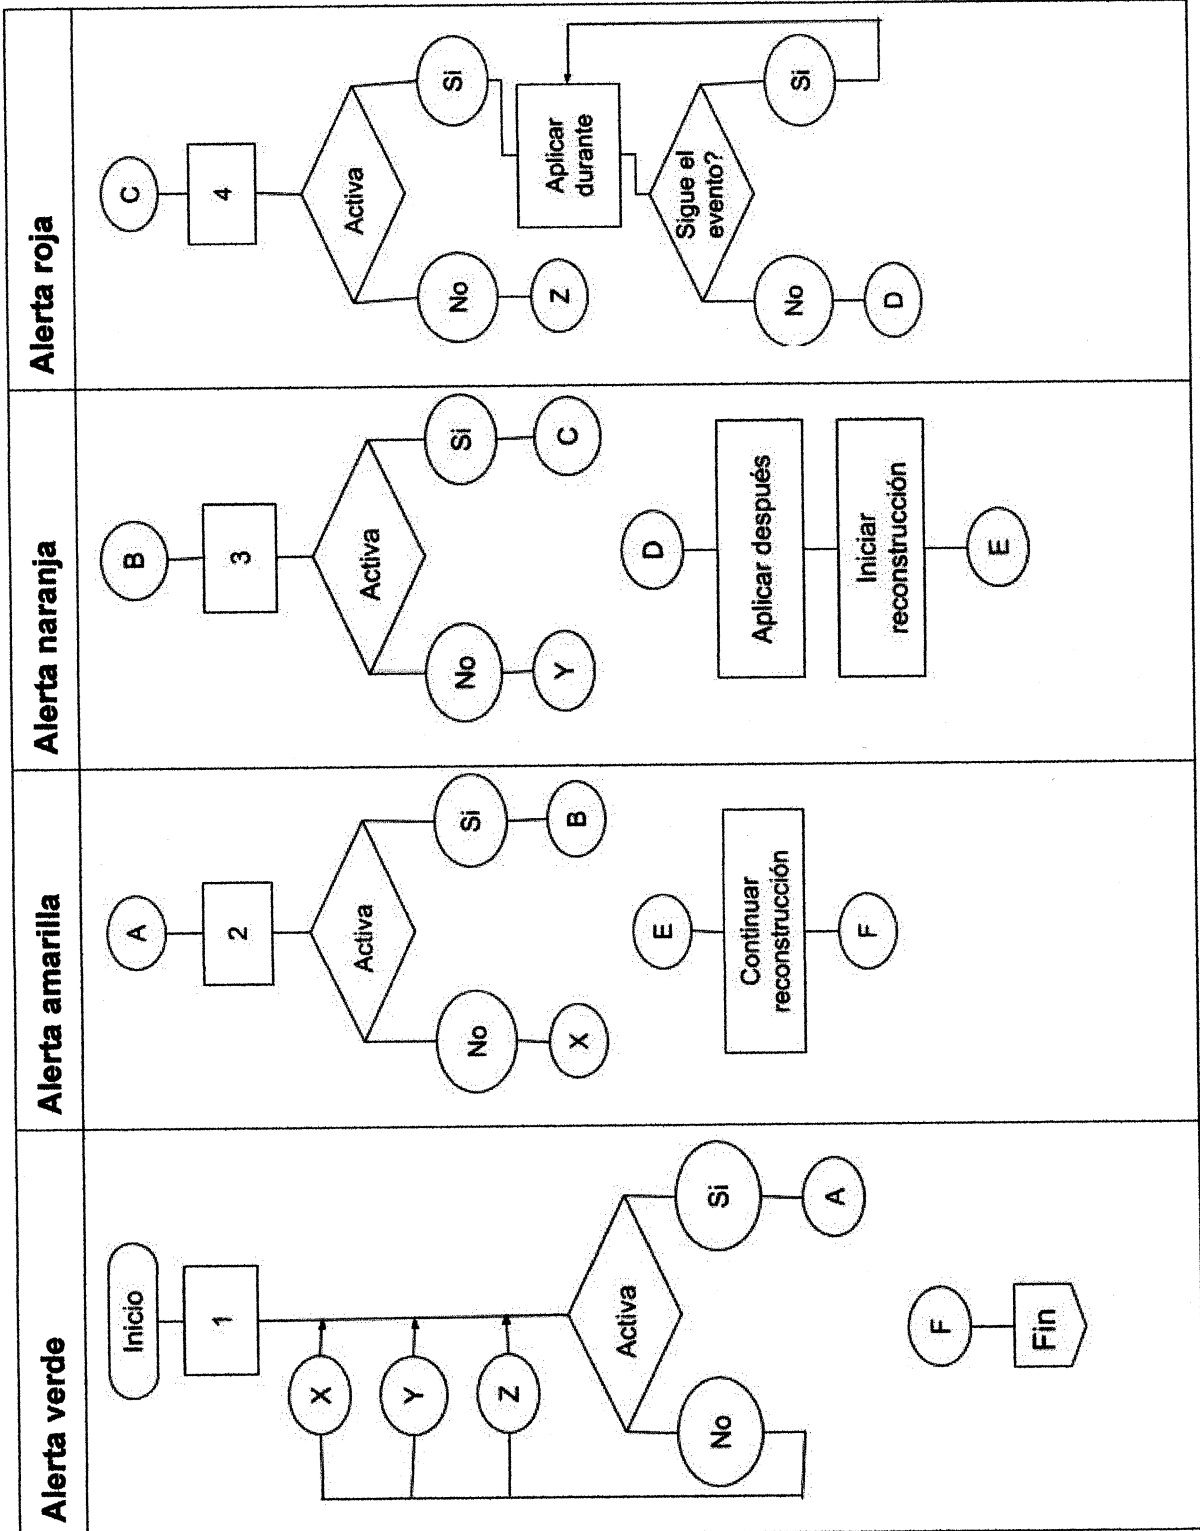 Alerta verde
Inicio
1
X
Y
Z
Activa
No
Si
A
F
Fin
Alerta amarilla
A
2
Activa
No
Si
X
B
E
Continuar
reconstrucción
F
Alerta naranja
B
3
Activa
No
Si
Y
C
D
Aplicar después
Iniciar
reconstrucción
E
Alerta roja
C
4
Activa
No
Si
Z
Aplicar
durante
Sigue el
evento?
No
Si
D